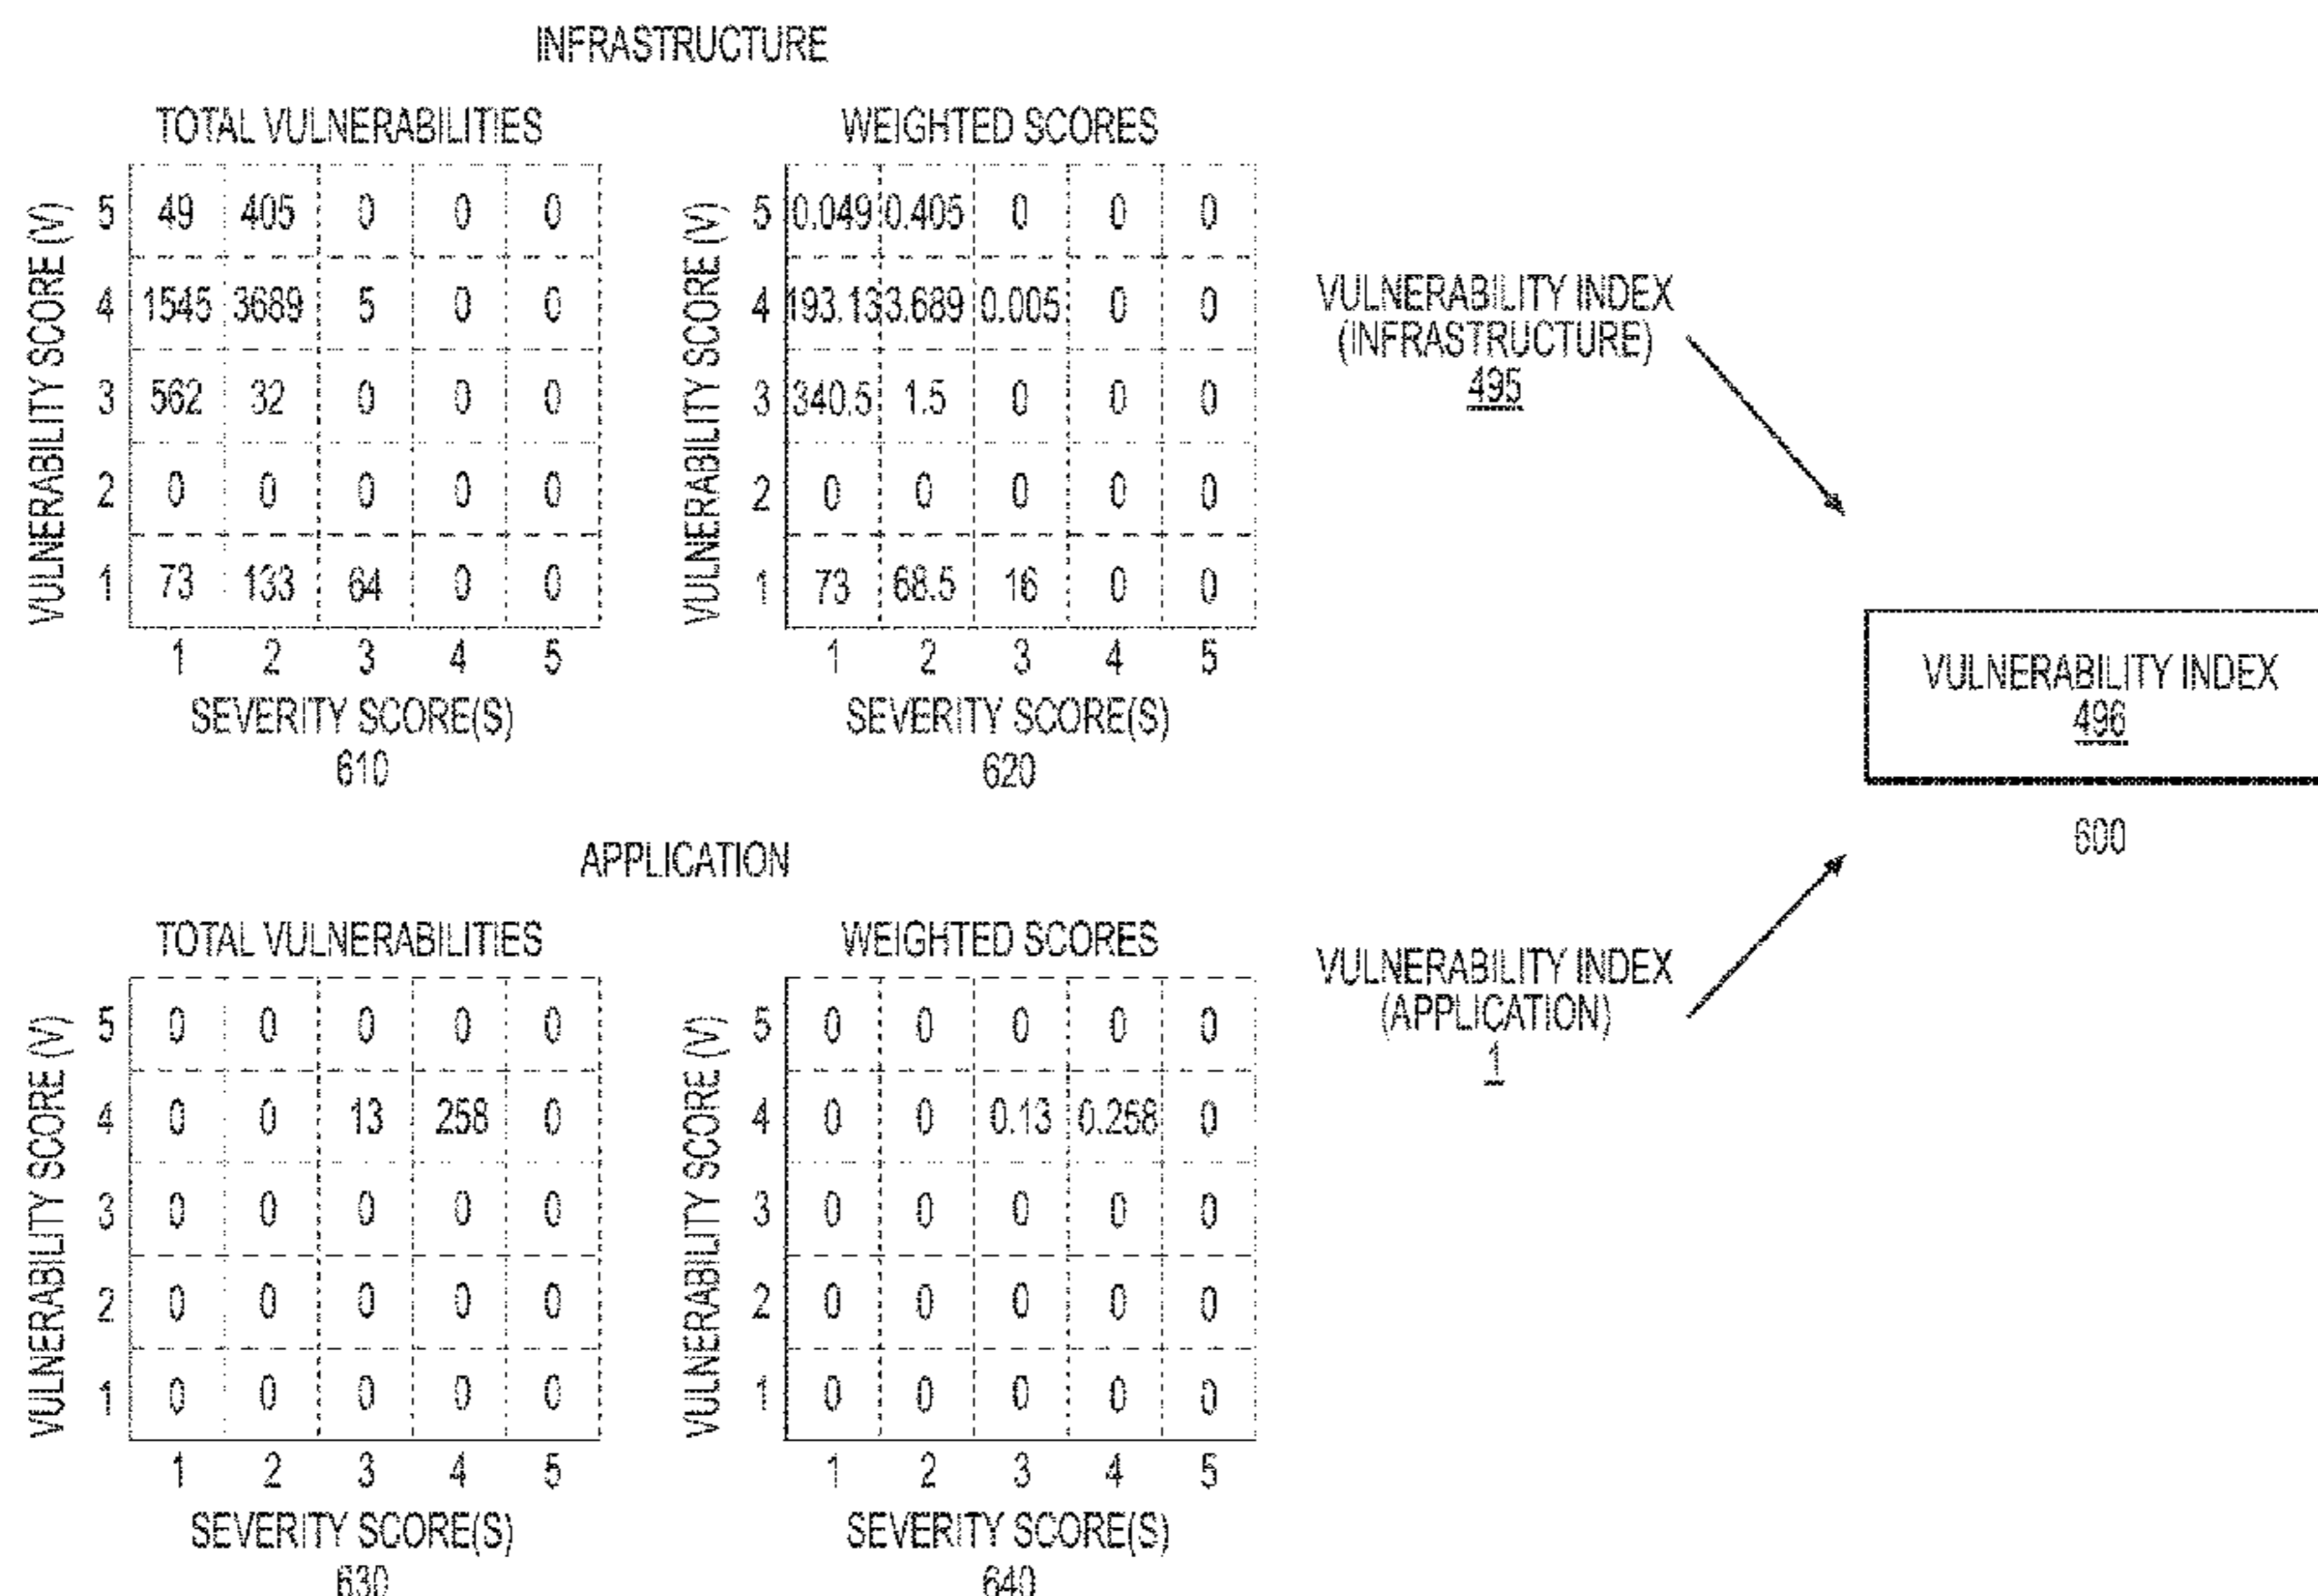 INFRASTRUCTURE
TOTAL VULNERABILITIES
VULNERABILITY SCORE (V)
5 49 405 0 0 0
4 1545 3689 5 0 0
3 562 32 0 0 0
2 0 0 0 0 0
1 73 133 64 0 0
1 2 3 4 5
SEVERITY SCORE(S)
610
WEIGHTED SCORES
VULNERABILITY SCORE (V)
5 0.049 0.405 0 0 0
4 193.13 3.689 0.005 0 0
3 340.5 1.5 0 0 0
2 0 0 0 0 0
1 73 68.5 16 0 0
1 2 3 4 5
SEVERITY SCORE(S)
620
VULNERABILITY INDEX
(INFRASTRUCTURE)
495
VULNERABILITY INDEX
496
600
APPLICATION
TOTAL VULNERABILITIES
VULNERABILITY SCORE (V)
5 0 0 0 0 0
4 0 0 13 258 0
3 0 0 0 0 0
2 0 0 0 0 0
1 0 0 0 0 0
1 2 3 4 5
SEVERITY SCORE(S)
630
WEIGHTED SCORES
VULNERABILITY SCORE (V)
5 0 0 0 0 0
4 0 0 0.13 0.258 0
3 0 0 0 0 0
2 0 0 0 0 0
1 0 0 0 0 0
1 2 3 4 5
SEVERITY SCORE(S)
640
VULNERABILITY INDEX
(APPLICATION)
1